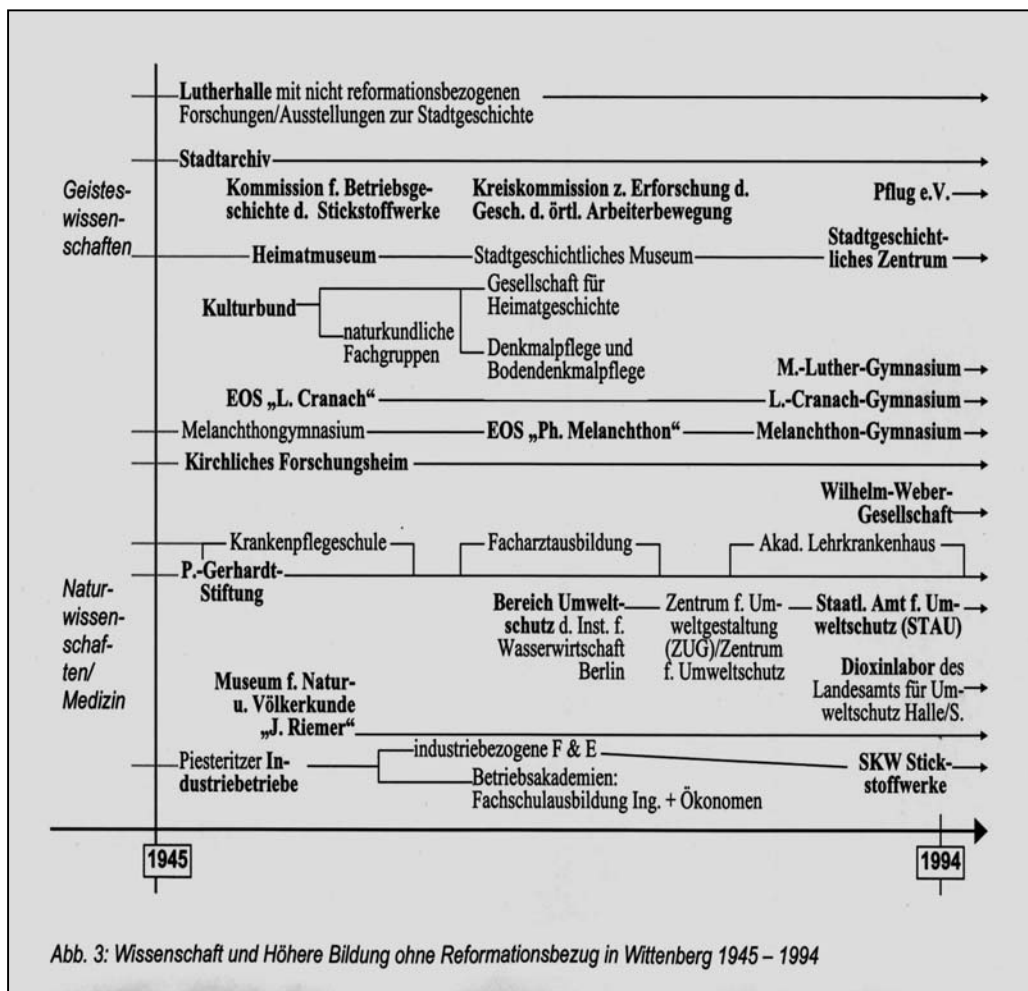 Lutherhalle mit nicht reformationsbezogenen
Forschungen/Ausstellungen zur Stadtgeschichte
Stadtarchiv
Geistes-
wissen-
schaften
Kommission f. Betriebsge-
schichte d. Stickstoffwerke
Kreiskommission z. Erforschung d.
Gesch. d. örtl. Arbeiterbewegung
Pflug e.V.
Heimatmuseum
Stadtgeschichtliches Museum
Stadtgeschicht-
liches Zentrum
Kulturbund
Gesellschaft für
Heimatgeschichte
naturkundliche
Fachgruppen
Denkmalpflege und
Bodendenkmalpflege
M.-Luther-Gymnasium
EOS „L. Cranach“
L.-Cranach-Gymnasium
Melanchthongymnasium
EOS „Ph. Melanchthon“
Melanchthon-Gymnasium
Kirchliches Forschungsheim
Wilhelm-Weber-
Gesellschaft
Krankenpflegeschule
Facharztausbildung
Akad. Lehrkrankenhaus
P.-Gerhardt-
Stiftung
Natur-
wissen-
schaf-
ten/
Medizin
Bereich Umwelt-
schutz d. Inst. f.
Wasserwirtschaft
Berlin
Zentrum f. Um-
weltgestaltung
(ZUG)/Zentrum
f. Umweltschutz
Staatl. Amt f. Um-
weltschutz (STAU)
Dioxinlabor des
Landesamts für Um-
weltschutz Halle/S.
Museum f. Natur-
u. Völkerkunde
„J. Riemer“
Piesteritzer In-
dustriebetriebe
industriebezogene F & E
Betriebsakademien:
Fachschulausbildung Ing. + Ökonomen
SKW Stick-
stoffwerke
1945
1994
Abb. 3: Wissenschaft und Höhere Bildung ohne Reformationsbezug in Wittenberg 1945 – 1994